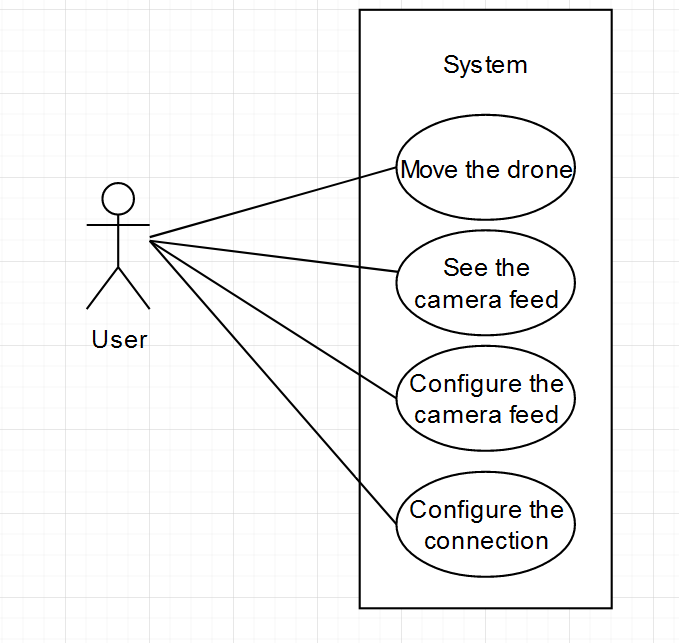 System
Move the drone
See the
camera feed
User
Configure the
camera feed
Configure the
connection